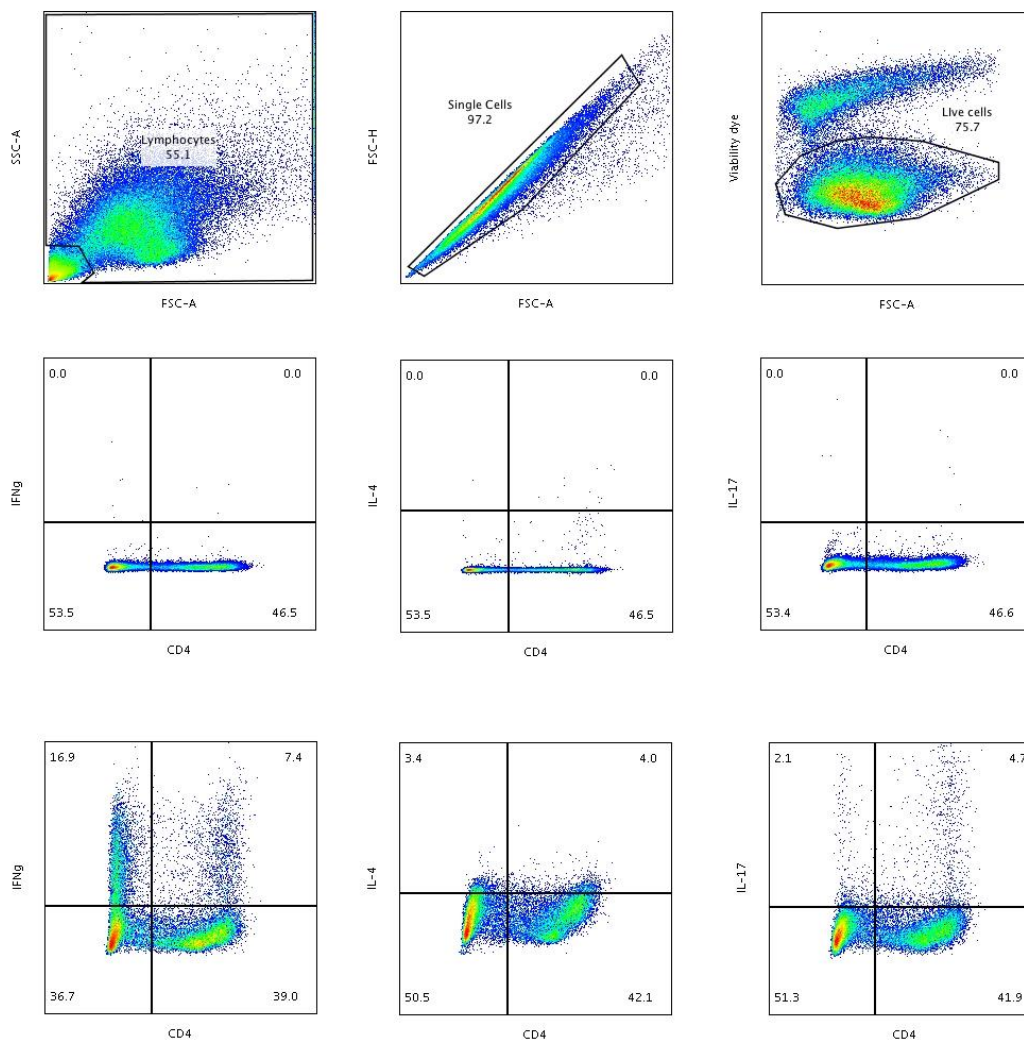 SSC-A
Lymphocytes
55.1
FSC-A
FSC-H
Single Cells
97.2
FSC-A
Viability dye
LIve cells
75.7
FSC-A
IFNg
0.0 0.0
53.5 46.5
CD4
IL-4
0.0 0.0
53.5 46.5
CD4
IL-17
0.0 0.0
53.4 46.6
CD4
IFNg
16.9 7.4
36.7 39.0
CD4
IL-4
3.4 4.0
50.5 42.1
CD4
IL-17
2.1 4.7
51.3 41.9
CD4